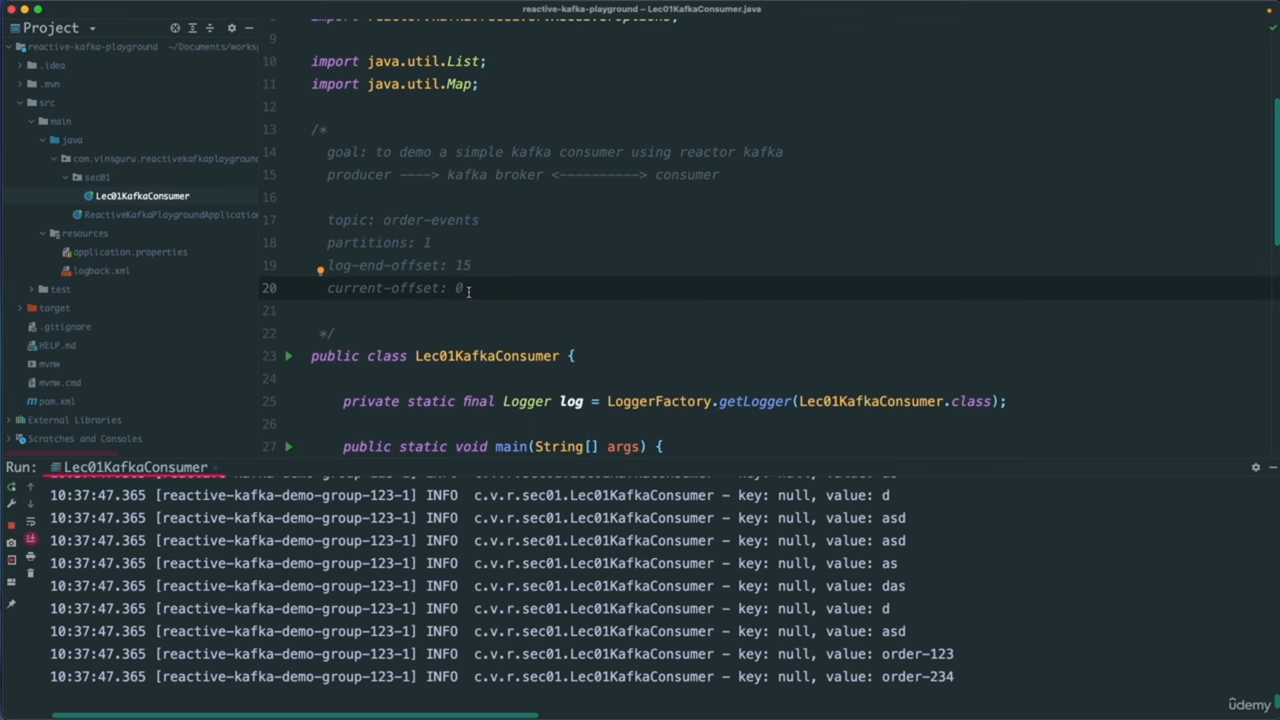 reactive-kafka-playground – Lec01KafkaConsumer.java
Project
reactive-kafka-playground ~/Documents/worksp
.idea
.mvn
src
main
java
com.vinsguru.reactivekafkaplayground
sec01
Lec01KafkaConsumer
ReactiveKafkaPlaygroundApplication
resources
application.properties
logback.xml
test
target
.gitignore
HELP.md
mvnw
mvnw.cmd
pom.xml
External Libraries
Scratches and Consoles
9
10 import java.util.List;
11 import java.util.Map;
12
13 /*
14 goal: to demo a simple kafka consumer using reactor kafka
15 producer ----> kafka broker <----------> consumer
16
17 topic: order-events
18 partitions: 1
19 log-end-offset: 15
20 current-offset: 0
21
22 */
23 public class Lec01KafkaConsumer {
24
25 private static final Logger log = LoggerFactory.getLogger(Lec01KafkaConsumer.class);
26
27 public static void main(String[] args) {
Run: Lec01KafkaConsumer
10:37:47.365 [reactive-kafka-demo-group-123-1] INFO c.v.r.sec01.Lec01KafkaConsumer - key: null, value: d
10:37:47.365 [reactive-kafka-demo-group-123-1] INFO c.v.r.sec01.Lec01KafkaConsumer - key: null, value: asd
10:37:47.365 [reactive-kafka-demo-group-123-1] INFO c.v.r.sec01.Lec01KafkaConsumer - key: null, value: asd
10:37:47.365 [reactive-kafka-demo-group-123-1] INFO c.v.r.sec01.Lec01KafkaConsumer - key: null, value: as
10:37:47.365 [reactive-kafka-demo-group-123-1] INFO c.v.r.sec01.Lec01KafkaConsumer - key: null, value: das
10:37:47.365 [reactive-kafka-demo-group-123-1] INFO c.v.r.sec01.Lec01KafkaConsumer - key: null, value: d
10:37:47.365 [reactive-kafka-demo-group-123-1] INFO c.v.r.sec01.Lec01KafkaConsumer - key: null, value: asd
10:37:47.365 [reactive-kafka-demo-group-123-1] INFO c.v.r.sec01.Lec01KafkaConsumer - key: null, value: order-123
10:37:47.365 [reactive-kafka-demo-group-123-1] INFO c.v.r.sec01.Lec01KafkaConsumer - key: null, value: order-234
ûdemy